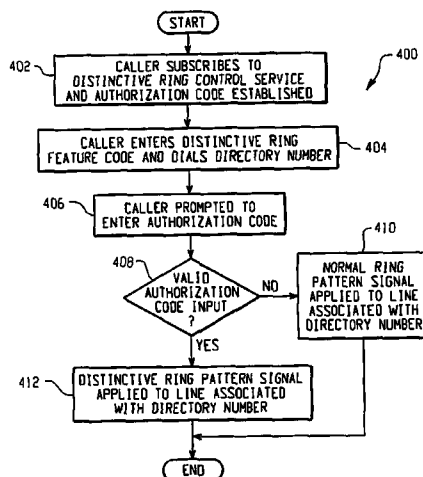 START
402
CALLER SUBSCRIBES TO
DISTINCTIVE RING CONTROL SERVICE
AND AUTHORIZATION CODE ESTABLISHED
400
CALLER ENTERS DISTINCTIVE RING
FEATURE CODE AND DIALS DIRECTORY NUMBER
404
406
CALLER PROMPTED TO
ENTER AUTHORIZATION CODE
410
408
VALID
AUTHORIZATION
CODE INPUT
?
NO
NORMAL RING
PATTERN SIGNAL
APPLIED TO LINE
ASSOCIATED WITH
DIRECTORY NUMBER
YES
412
DISTINCTIVE RING PATTERN SIGNAL
APPLIED TO LINE ASSOCIATED
WITH DIRECTORY NUMBER
END